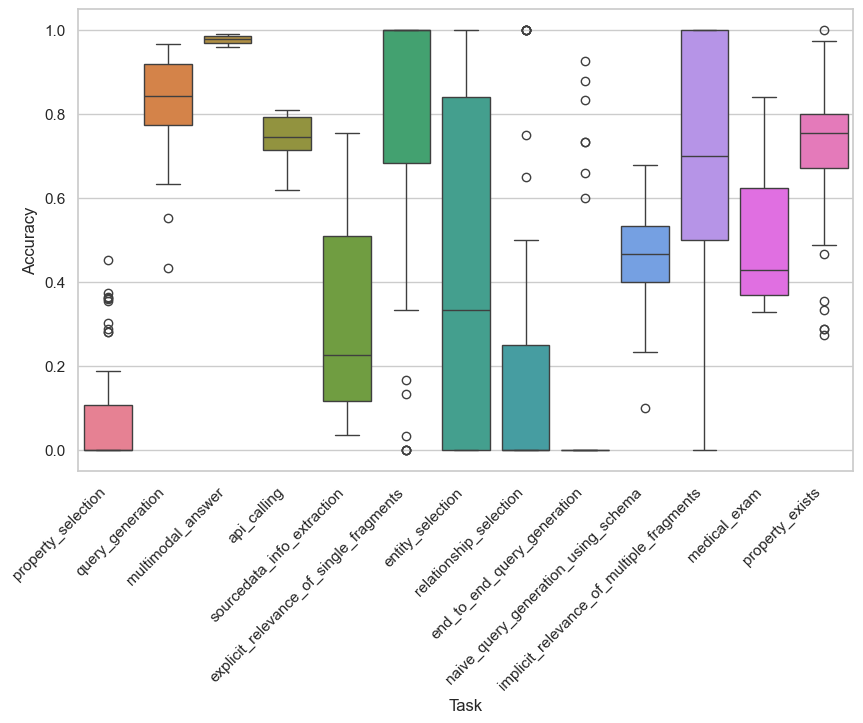 1.0
0.8
0.6
0.4
0.2
0.0
Accuracy
property_selection
query_generation
multimodal_answer
api_calling
sourcedata_info_extraction
explicit_relevance_of_single_fragments
entity_selection
relationship_selection
end_to_end_query_generation
naive_query_generation_using_schema
implicit_relevance_of_multiple_fragments
medical_exam
property_exists
Task